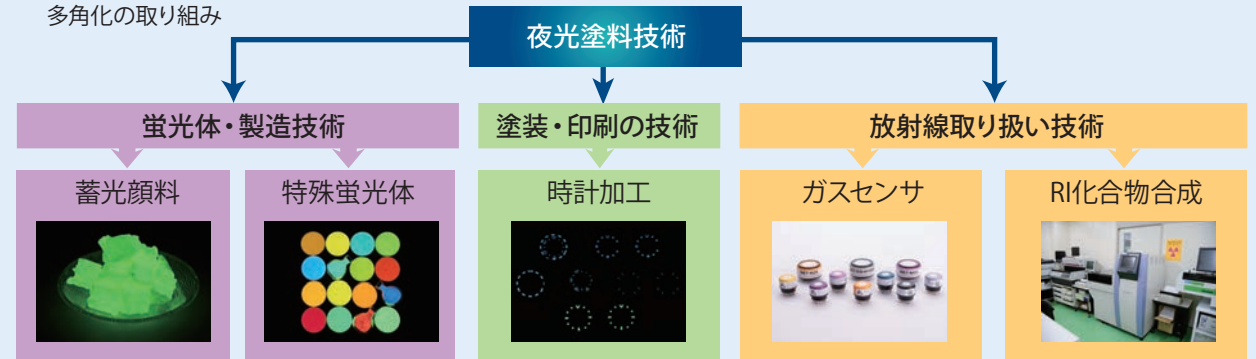 多角化の取り組み
夜光塗料技術
蛍光体・製造技術
塗装・印刷の技術
放射線取り扱い技術
蓄光顔料
特殊蛍光体
時計加工
ガスセンサ
RI化合物合成